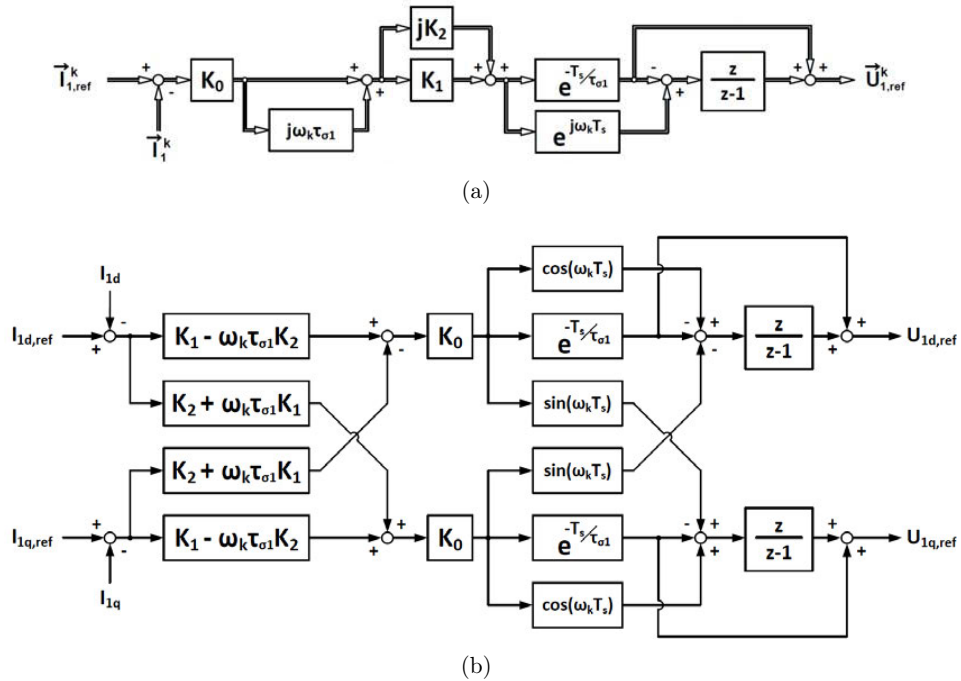 jK₂
+ +
I⃗ᵏ₁,ref + - K₀ + + K₁ + + e^(-Tₛ/τσ1) - + z/(z-1) + + U⃗ᵏ₁,ref
jωₖτσ1 e^(jωₖTₛ)
I⃗ᵏ₁
(a)
I1d cos(ωₖTₛ)
I1d,ref + - K₁ - ωₖτσ1K₂ + - K₀ e^(-Tₛ/τσ1) + - + - z/(z-1) + + U1d,ref
K₂ + ωₖτσ1K₁ sin(ωₖTₛ)
K₂ + ωₖτσ1K₁ sin(ωₖTₛ)
I1q,ref + - K₁ - ωₖτσ1K₂ + + + K₀ e^(-Tₛ/τσ1) - + + + z/(z-1) + + U1q,ref
I1q cos(ωₖTₛ)
(b)